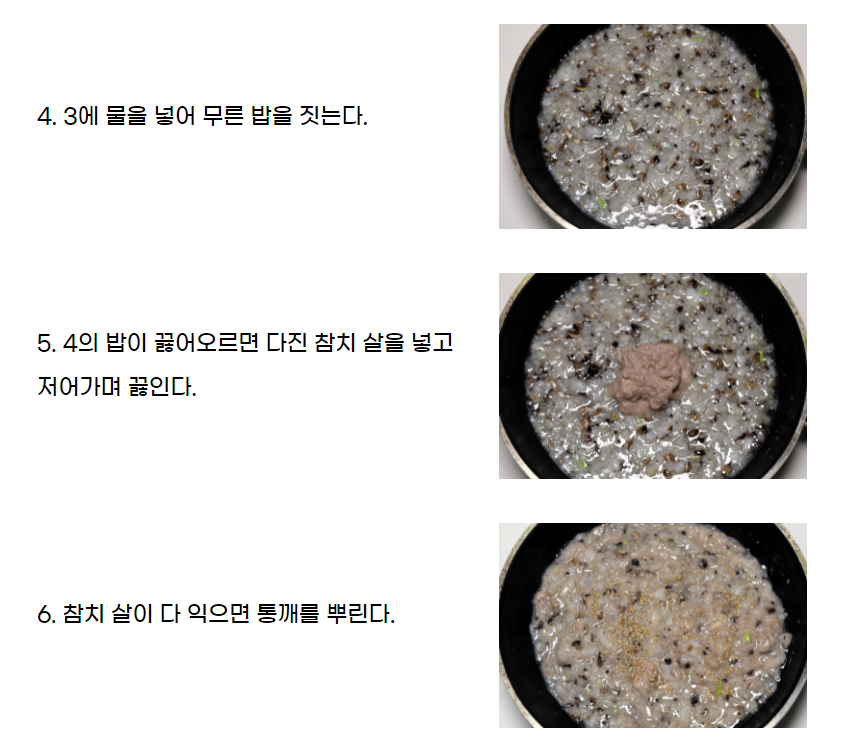 4. 3에 물을 넣어 무른 밥을 짓는다.
5. 4의 밥이 끓어오르면 다진 참치 살을 넣고
저어가며 끓인다.
6. 참치 살이 다 익으면 통깨를 뿌린다.